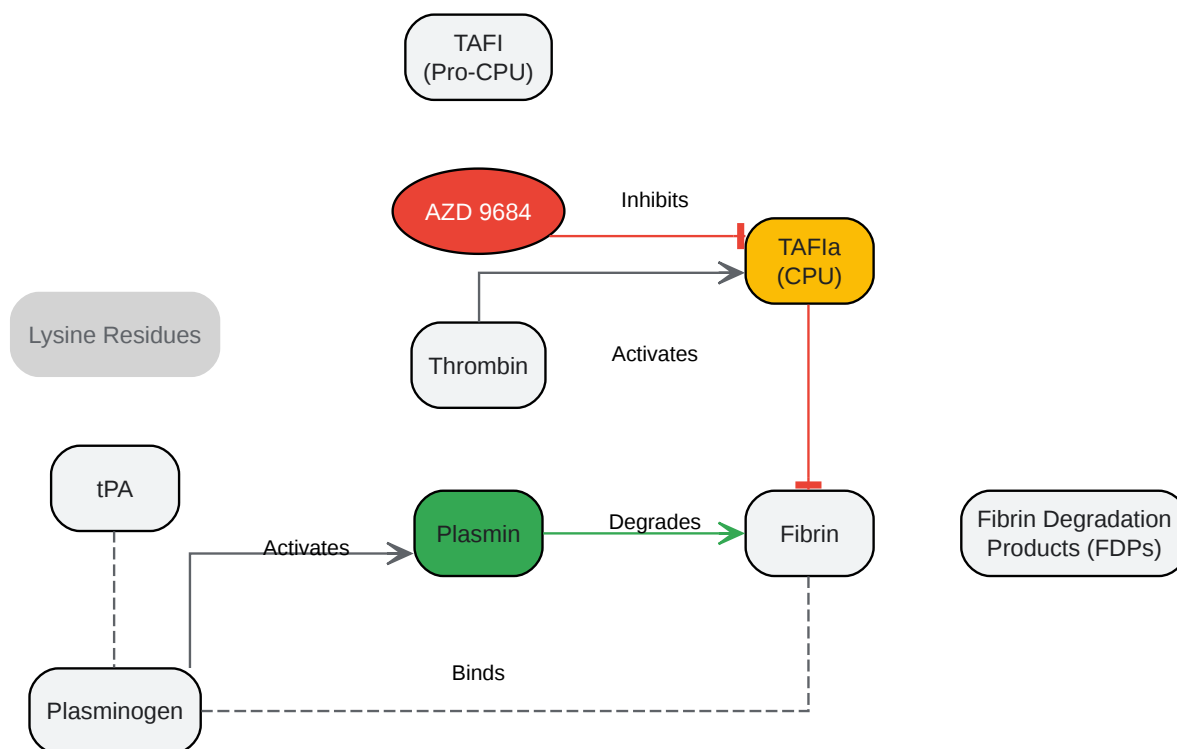 TAFI
(Pro-CPU)
AZD 9684
Inhibits
TAFIa
(CPU)
Lysine Residues
Thrombin
Activates
tPA
Plasmin
Degrades
Fibrin
Fibrin Degradation
Products (FDPs)
Activates
Binds
Plasminogen